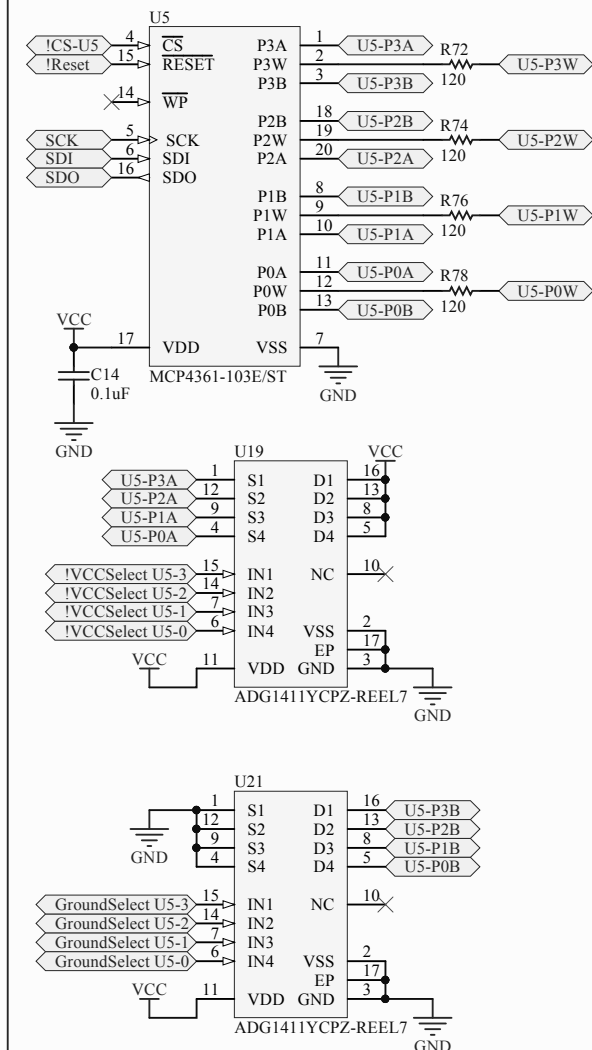 U5
!CS-U5 4 CS P3A 1 U5-P3A
!Reset 15 RESET P3W 2 R72 U5-P3W
P3B 3 U5-P3B 120
14 WP
P2B 18 U5-P2B
SCK 5 SCK P2W 19 R74 U5-P2W
SDI 6 SDI P2A 20 U5-P2A 120
SDO 16 SDO
P1B 8 U5-P1B
P1W 9 R76 U5-P1W
P1A 10 U5-P1A 120
P0A 11 U5-P0A
P0W 12 R78 U5-P0W
P0B 13 U5-P0B 120
VCC
17 VDD VSS 7
C14 MCP4361-103E/ST
0.1uF
GND
GND
U19
VCC
U5-P3A 1 S1 D1 16
U5-P2A 12 S2 D2 13
U5-P1A 9 S3 D3 8
U5-P0A 4 S4 D4 5
!VCCSelect U5-3 15 IN1 NC 10
!VCCSelect U5-2 14 IN2
!VCCSelect U5-1 7 IN3
!VCCSelect U5-0 6 IN4 VSS 2
EP 17
VCC 11 VDD GND 3
ADG1411YCPZ-REEL7
GND
U21
1 S1 D1 16 U5-P3B
12 S2 D2 13 U5-P2B
9 S3 D3 8 U5-P1B
GND 4 S4 D4 5 U5-P0B
GroundSelect U5-3 15 IN1 NC 10
GroundSelect U5-2 14 IN2
GroundSelect U5-1 7 IN3
GroundSelect U5-0 6 IN4 VSS 2
EP 17
VCC 11 VDD GND 3
ADG1411YCPZ-REEL7
GND